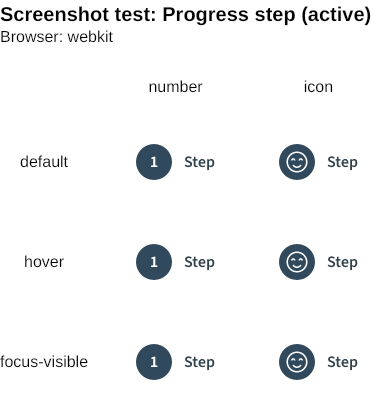 Screenshot test: Progress step (active)
Browser: webkit
number icon
default 1 Step Step
hover 1 Step Step
focus-visible 1 Step Step